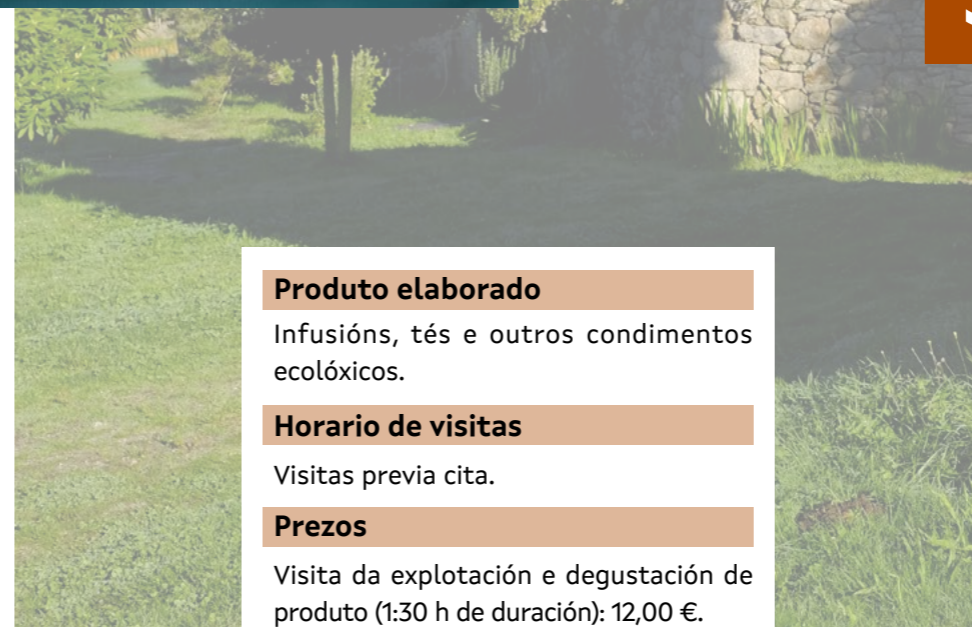 Produto elaborado
Infusións, tés e outros condimentos
ecolóxicos.
Horario de visitas
Visitas previa cita.
Prezos
Visita da explotación e degustación de
produto (1:30 h de duración): 12,00 €.